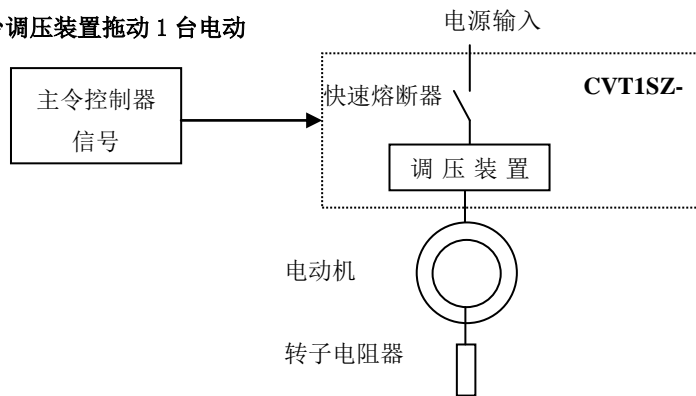 调压装置拖动 1 台电动
电源输入
主令控制器
信号
快速熔断器
CVT1SZ-
调 压 装 置
电动机
转子电阻器